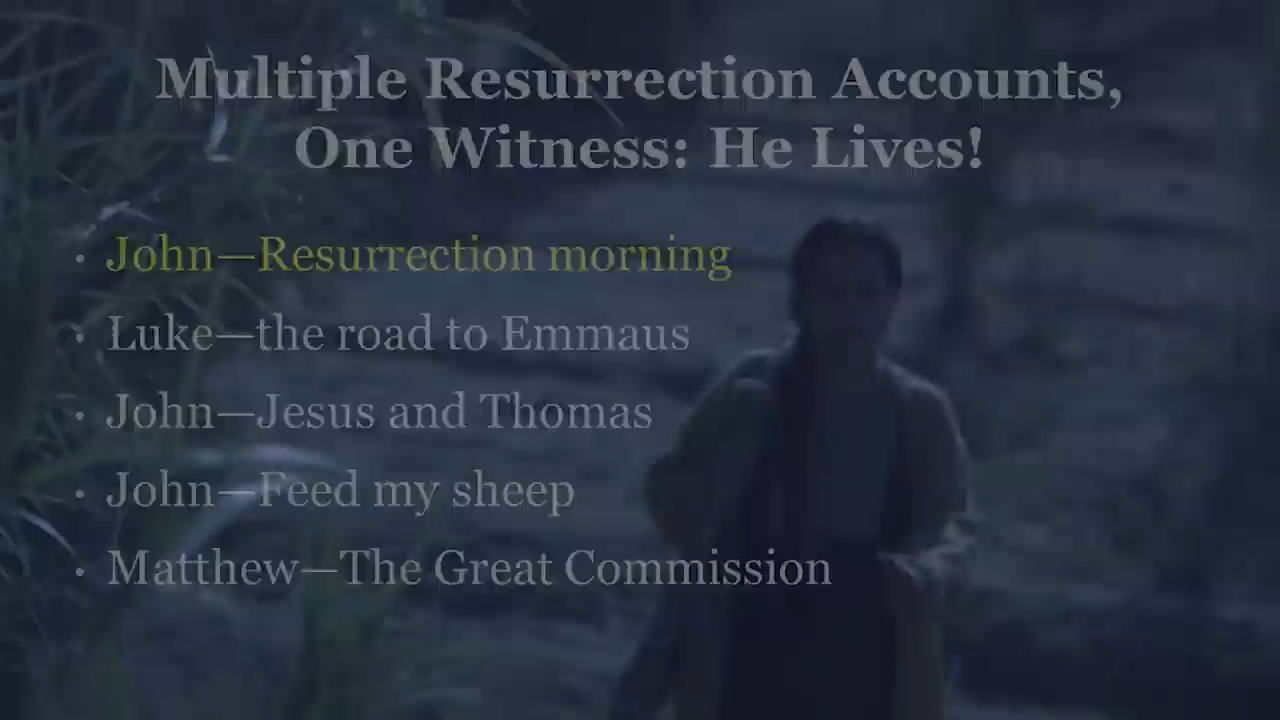 Multiple Resurrection Accounts,
One Witness: He Lives!
• John—Resurrection morning
• Luke—the road to Emmaus
• John—Jesus and Thomas
• John—Feed my sheep
• Matthew—The Great Commission